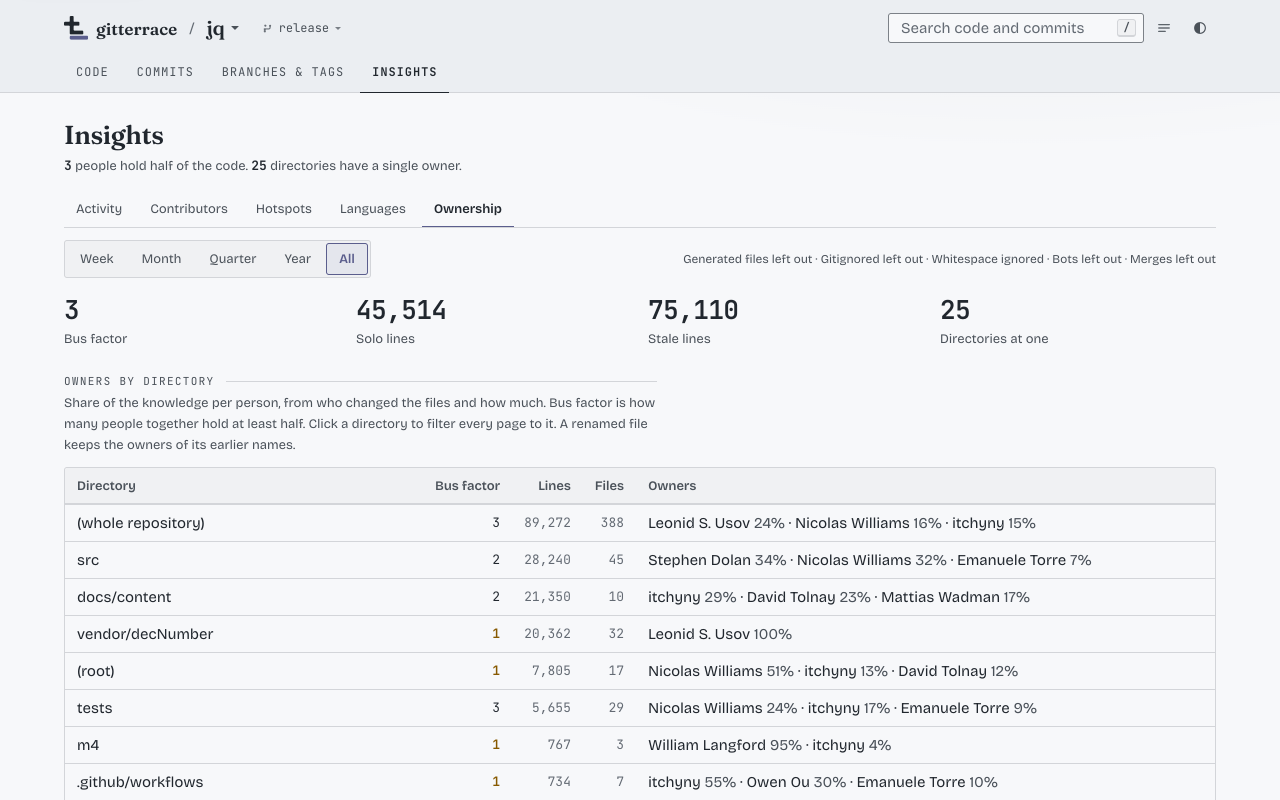 gitterrace / jq release Search code and commits /
CODE COMMITS BRANCHES & TAGS INSIGHTS
Insights
3 people hold half of the code. 25 directories have a single owner.
Activity Contributors Hotspots Languages Ownership
Week Month Quarter Year All Generated files left out · Gitignored left out · Whitespace ignored · Bots left out · Merges left out
3 45,514 75,110 25
Bus factor Solo lines Stale lines Directories at one
OWNERS BY DIRECTORY
Share of the knowledge per person, from who changed the files and how much. Bus factor is how
many people together hold at least half. Click a directory to filter every page to it. A renamed file
keeps the owners of its earlier names.
Directory Bus factor Lines Files Owners
(whole repository) 3 89,272 388 Leonid S. Usov 24% · Nicolas Williams 16% · itchyny 15%
src 2 28,240 45 Stephen Dolan 34% · Nicolas Williams 32% · Emanuele Torre 7%
docs/content 2 21,350 10 itchyny 29% · David Tolnay 23% · Mattias Wadman 17%
vendor/decNumber 1 20,362 32 Leonid S. Usov 100%
(root) 1 7,805 17 Nicolas Williams 51% · itchyny 13% · David Tolnay 12%
tests 3 5,655 29 Nicolas Williams 24% · itchyny 17% · Emanuele Torre 9%
m4 1 767 3 William Langford 95% · itchyny 4%
.github/workflows 1 734 7 itchyny 55% · Owen Ou 30% · Emanuele Torre 10%